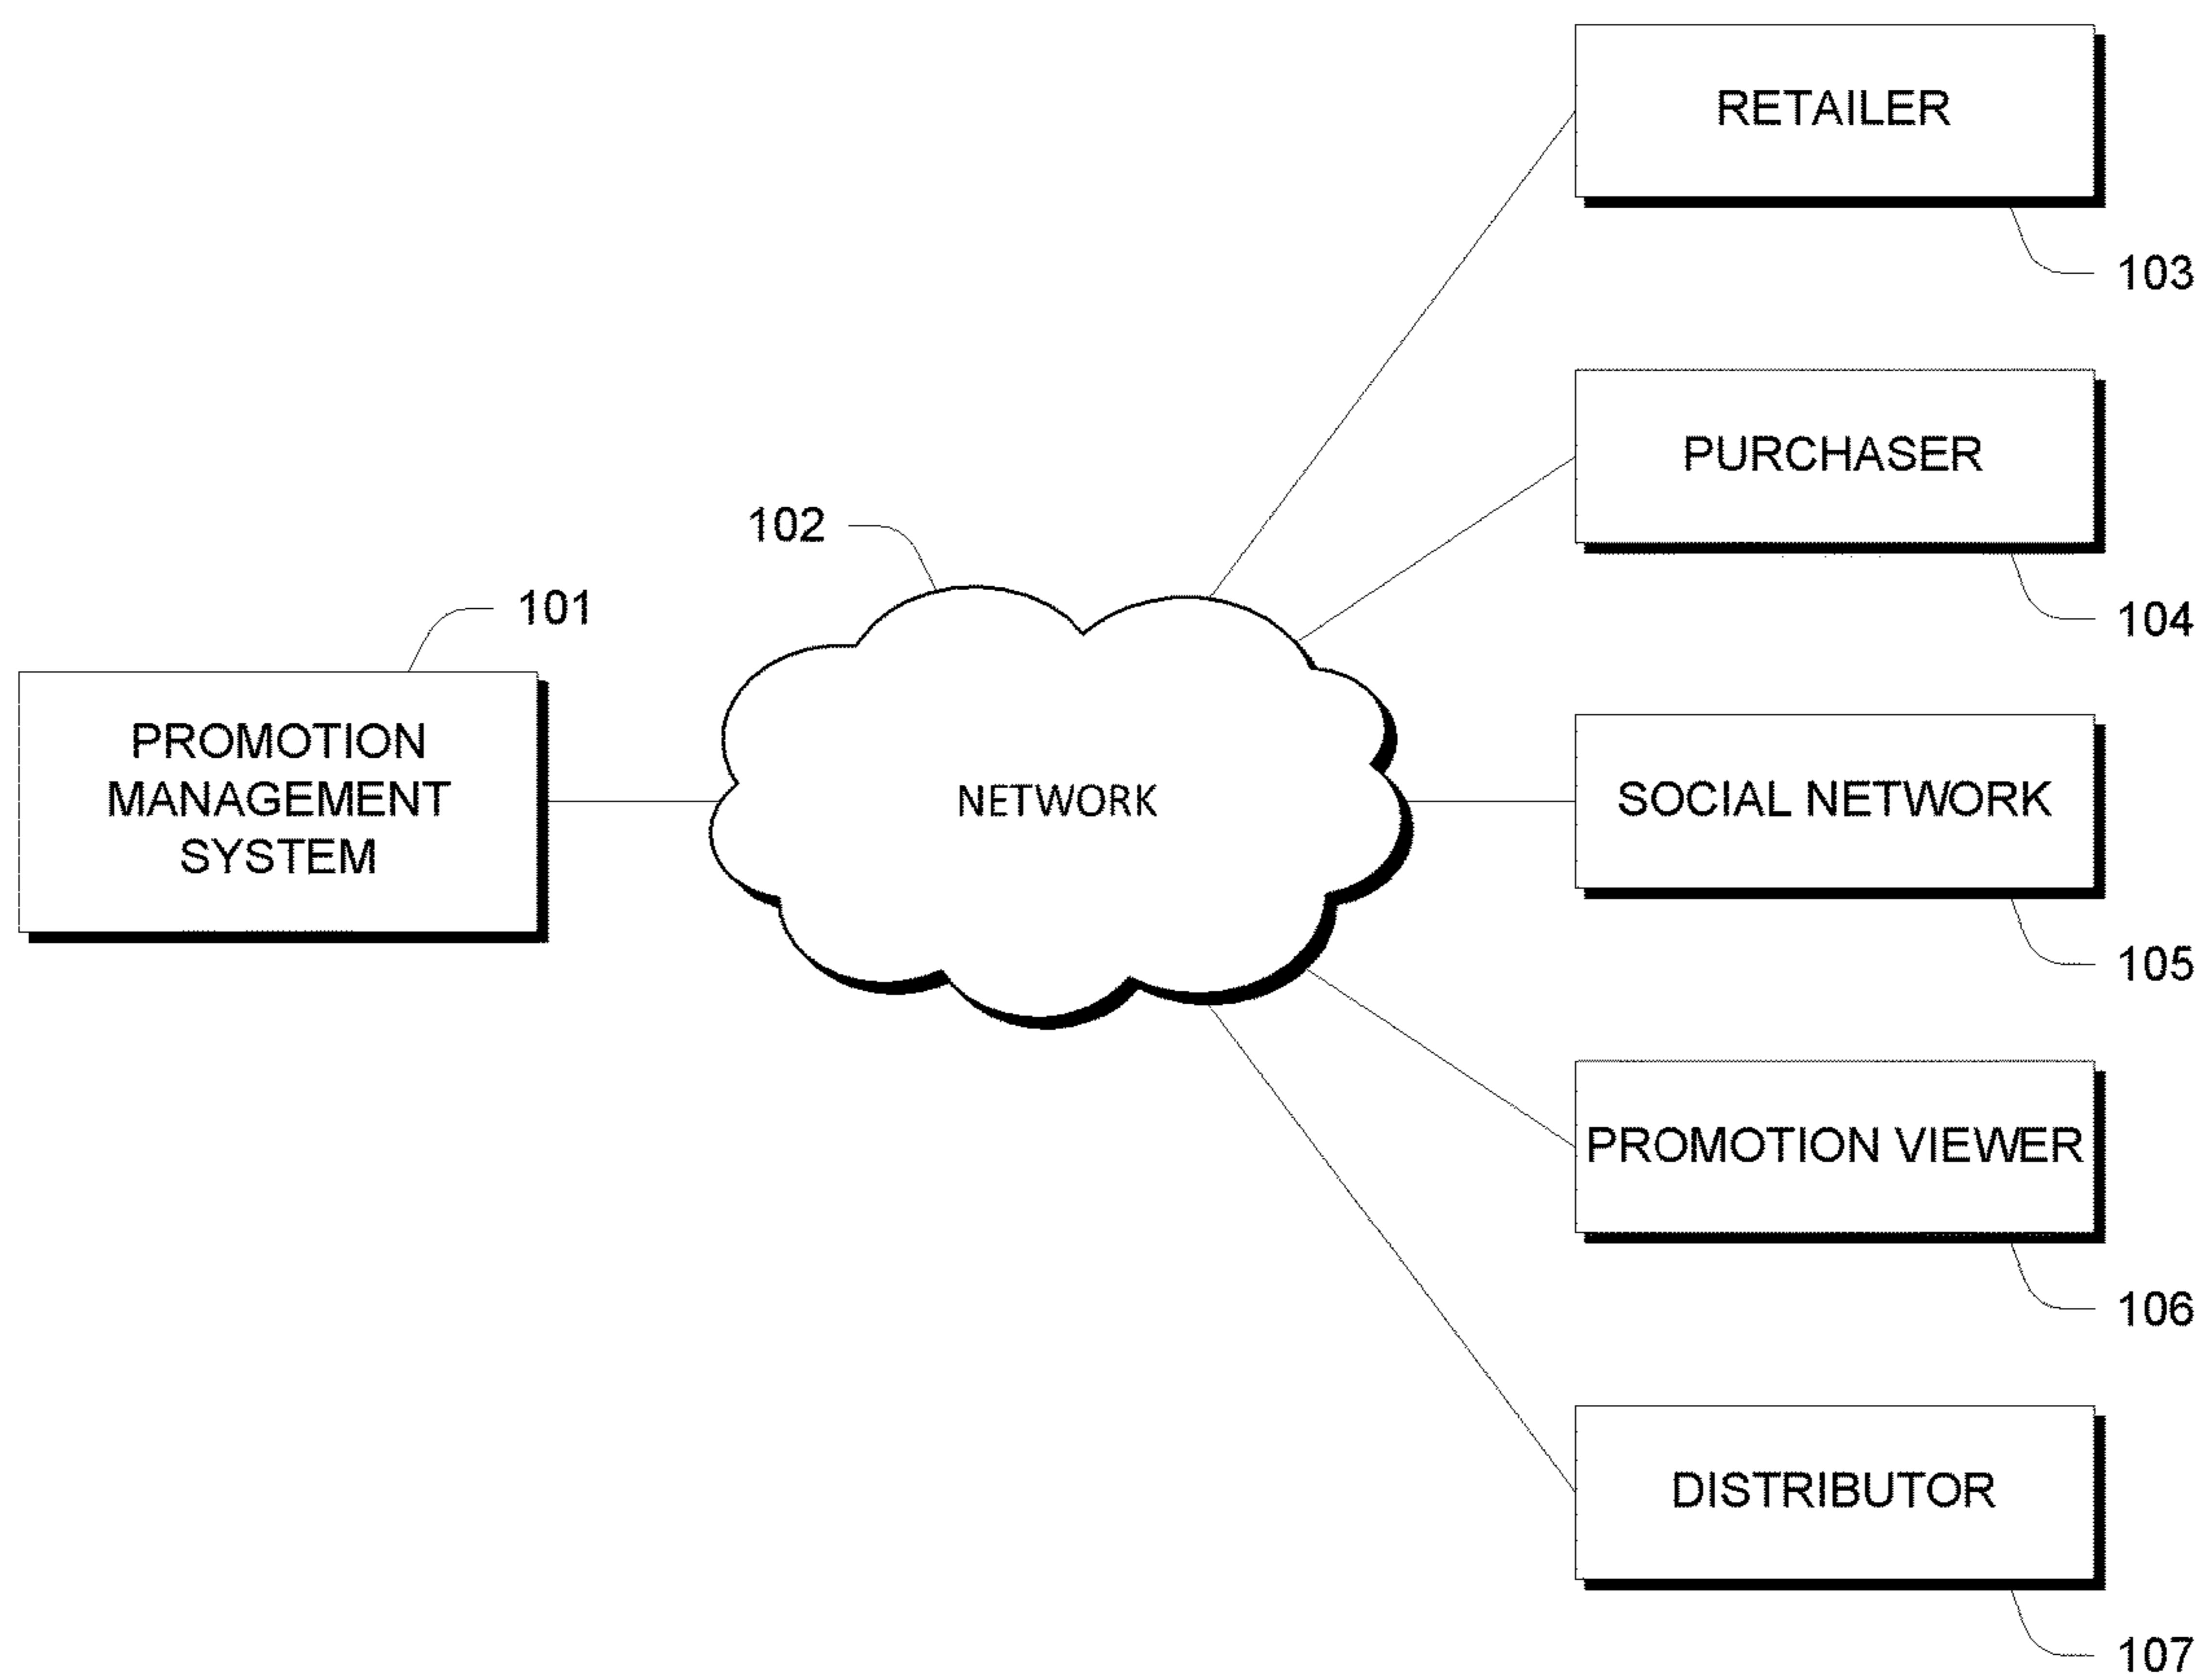 RETAILER
103
PURCHASER
104
102
101
PROMOTION
MANAGEMENT
SYSTEM
NETWORK
SOCIAL NETWORK
105
PROMOTION VIEWER
106
DISTRIBUTOR
107